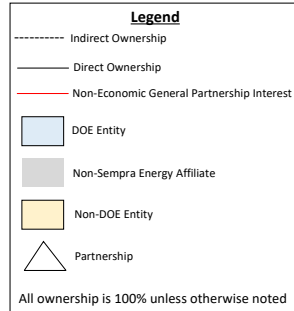 Legend
Indirect Ownership
Direct Ownership
Non-Economic General Partnership Interest
DOE Entity
Non-Sempra Energy Affiliate
Non-DOE Entity
Partnership
All ownership is 100% unless otherwise noted